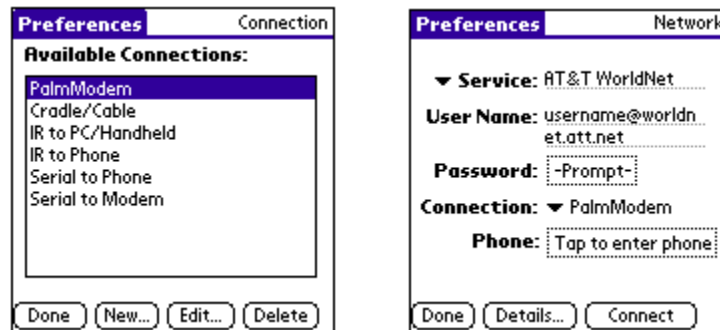 Preferences Connection
Available Connections:
PalmModem
Cradle/Cable
IR to PC/Handheld
IR to Phone
Serial to Phone
Serial to Modem
Done New... Edit... Delete
Preferences Network
Service: AT&T WorldNet
User Name: username@worldn
et.att.net
Password: -Prompt-
Connection: PalmModem
Phone: Tap to enter phone
Done Details... Connect